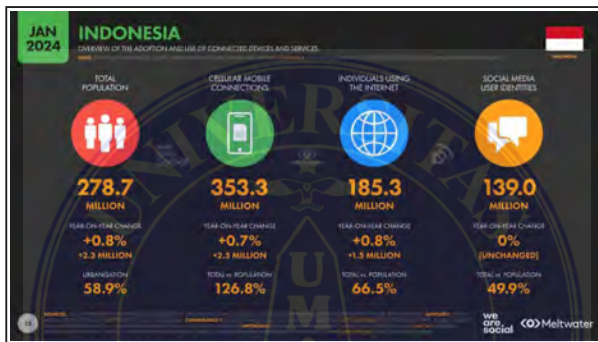 JAN
2024
INDONESIA
OVERVIEW OF THE ADOPTION AND USE OF CONNECTED DEVICES AND SERVICES
TOTAL
POPULATION
278.7
MILLION
YEAR-ON-YEAR CHANGE
+0.8%
+2.3 MILLION
URBANISATION
58.9%
CELLULAR MOBILE
CONNECTIONS
353.3
MILLION
YEAR-ON-YEAR CHANGE
+0.7%
+2.5 MILLION
TOTAL vs. POPULATION
126.8%
INDIVIDUALS USING
THE INTERNET
185.3
MILLION
YEAR-ON-YEAR CHANGE
+0.8%
+1.5 MILLION
TOTAL vs. POPULATION
66.5%
SOCIAL MEDIA
USER IDENTITIES
139.0
MILLION
YEAR-ON-YEAR CHANGE
0%
[UNCHANGED]
TOTAL vs. POPULATION
49.9%
UNIVERSITAS
UM
we
are.
social
Meltwater